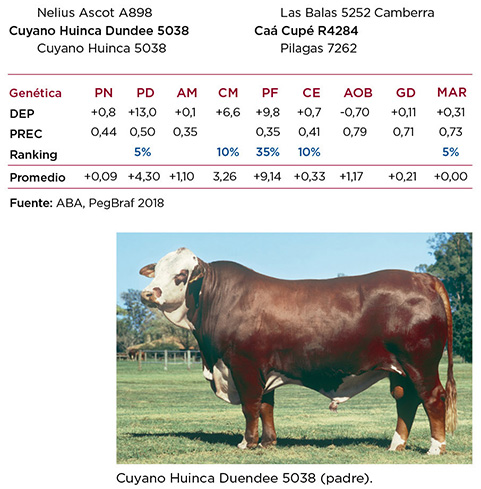 Nelius Ascot A898 Las Balas 5252 Camberra
Cuyano Huinca Dundee 5038 Caá Cupé R4284
Cuyano Huinca 5038 Pilagas 7262
Genética PN PD AM CM PF CE AOB GD MAR
DEP +0,8 +13,0 +0,1 +6,6 +9,8 +0,7 -0,70 +0,11 +0,31
PREC 0,44 0,50 0,35 0,35 0,41 0,79 0,71 0,73
Ranking 5% 10% 35% 10% 5%
Promedio +0,09 +4,30 +1,10 3,26 +9,14 +0,33 +1,17 +0,21 +0,00
Fuente: ABA, PegBraf 2018
Cuyano Huinca Duendee 5038 (padre).